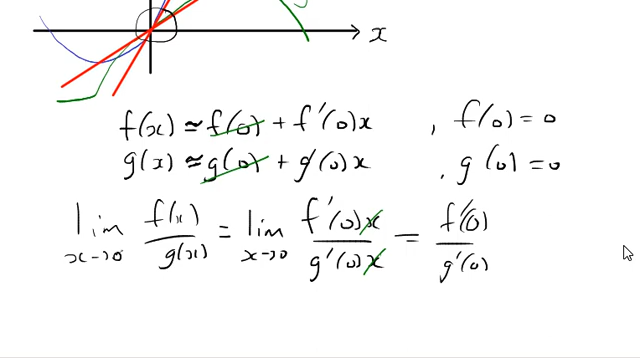 x
f(x) ≈ f(0) + f'(0)x , f(0) = 0
g(x) ≈ g(0) + g'(0)x , g(0) = 0
lim x→0 f(x)/g(x) = lim x→0 f'(0)x/g'(0)x = f'(0)/g'(0)